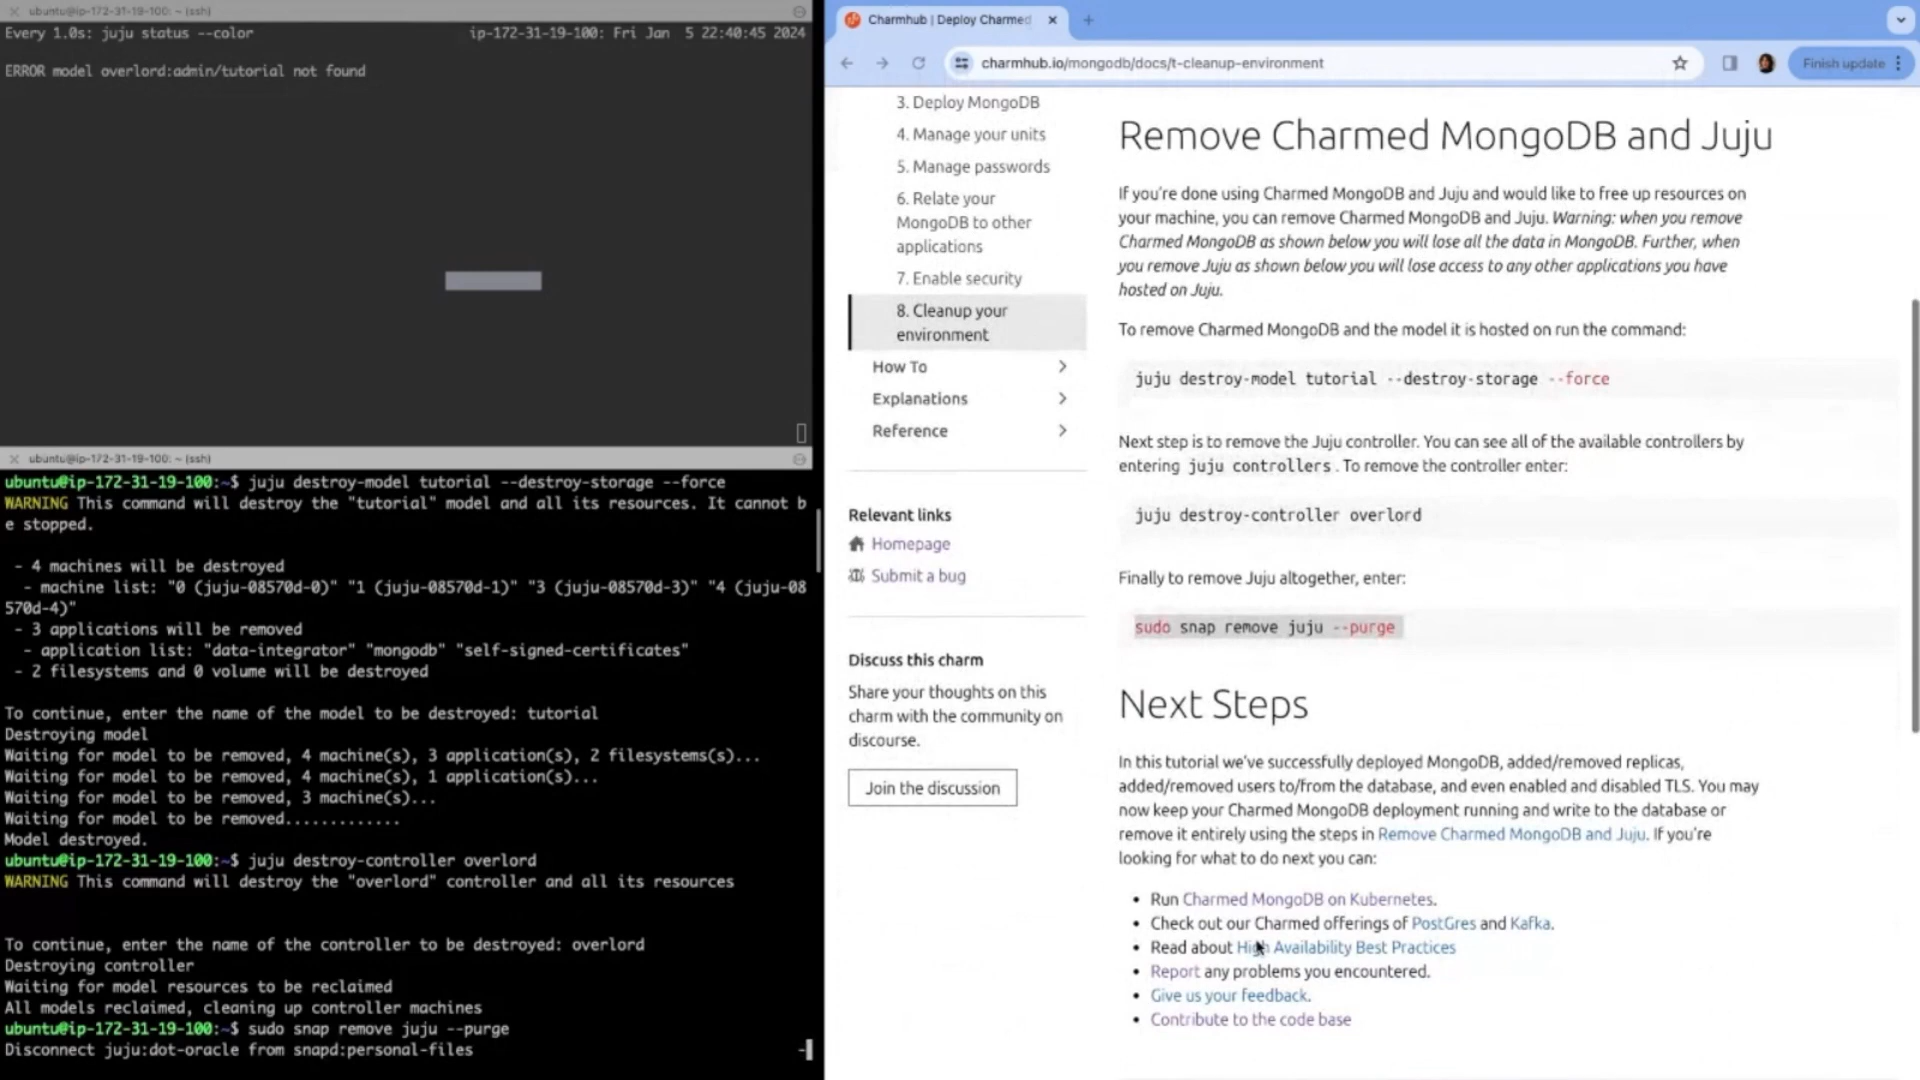 ubuntu@ip-172-31-19-100: ~ (ssh)
Every 1.0s: juju status --color
ip-172-31-19-100: Fri Jan  5 22:40:45 2024
ERROR model overlord:admin/tutorial not found
ubuntu@ip-172-31-19-100: ~ (ssh)
ubuntu@ip-172-31-19-100:~$ juju destroy-model tutorial --destroy-storage --force
WARNING This command will destroy the "tutorial" model and all its resources. It cannot b
e stopped.
- 4 machines will be destroyed
- machine list: "0 (juju-08570d-0)" "1 (juju-08570d-1)" "3 (juju-08570d-3)" "4 (juju-08
570d-4)"
- 3 applications will be removed
- application list: "data-integrator" "mongodb" "self-signed-certificates"
- 2 filesystems and 0 volume will be destroyed
To continue, enter the name of the model to be destroyed: tutorial
Destroying model
Waiting for model to be removed, 4 machine(s), 3 application(s), 2 filesystems(s)...
Waiting for model to be removed, 4 machine(s), 1 application(s)...
Waiting for model to be removed, 3 machine(s)...
Waiting for model to be removed.............
Model destroyed.
ubuntu@ip-172-31-19-100:~$ juju destroy-controller overlord
WARNING This command will destroy the "overlord" controller and all its resources
To continue, enter the name of the controller to be destroyed: overlord
Destroying controller
Waiting for model resources to be reclaimed
All models reclaimed, cleaning up controller machines
ubuntu@ip-172-31-19-100:~$ sudo snap remove juju --purge
Disconnect juju:dot-oracle from snapd:personal-files
-
Charmhub | Deploy Charmed
charmhub.io/mongodb/docs/t-cleanup-environment
Finish update
3. Deploy MongoDB
4. Manage your units
5. Manage passwords
6. Relate your
MongoDB to other
applications
7. Enable security
8. Cleanup your
environment
How To
Explanations
Reference
Relevant links
Homepage
Submit a bug
Discuss this charm
Share your thoughts on this
charm with the community on
discourse.
Join the discussion
Remove Charmed MongoDB and Juju
If you're done using Charmed MongoDB and Juju and would like to free up resources on
your machine, you can remove Charmed MongoDB and Juju. Warning: when you remove
Charmed MongoDB as shown below you will lose all the data in MongoDB. Further, when
you remove Juju as shown below you will lose access to any other applications you have
hosted on Juju.
To remove Charmed MongoDB and the model it is hosted on run the command:
juju destroy-model tutorial --destroy-storage --force
Next step is to remove the Juju controller. You can see all of the available controllers by
entering juju controllers. To remove the controller enter:
juju destroy-controller overlord
Finally to remove Juju altogether, enter:
sudo snap remove juju --purge
Next Steps
In this tutorial we've successfully deployed MongoDB, added/removed replicas,
added/removed users to/from the database, and even enabled and disabled TLS. You may
now keep your Charmed MongoDB deployment running and write to the database or
remove it entirely using the steps in Remove Charmed MongoDB and Juju. If you're
looking for what to do next you can:
• Run Charmed MongoDB on Kubernetes.
• Check out our Charmed offerings of PostGres and Kafka.
• Read about High Availability Best Practices
• Report any problems you encountered.
• Give us your feedback.
• Contribute to the code base